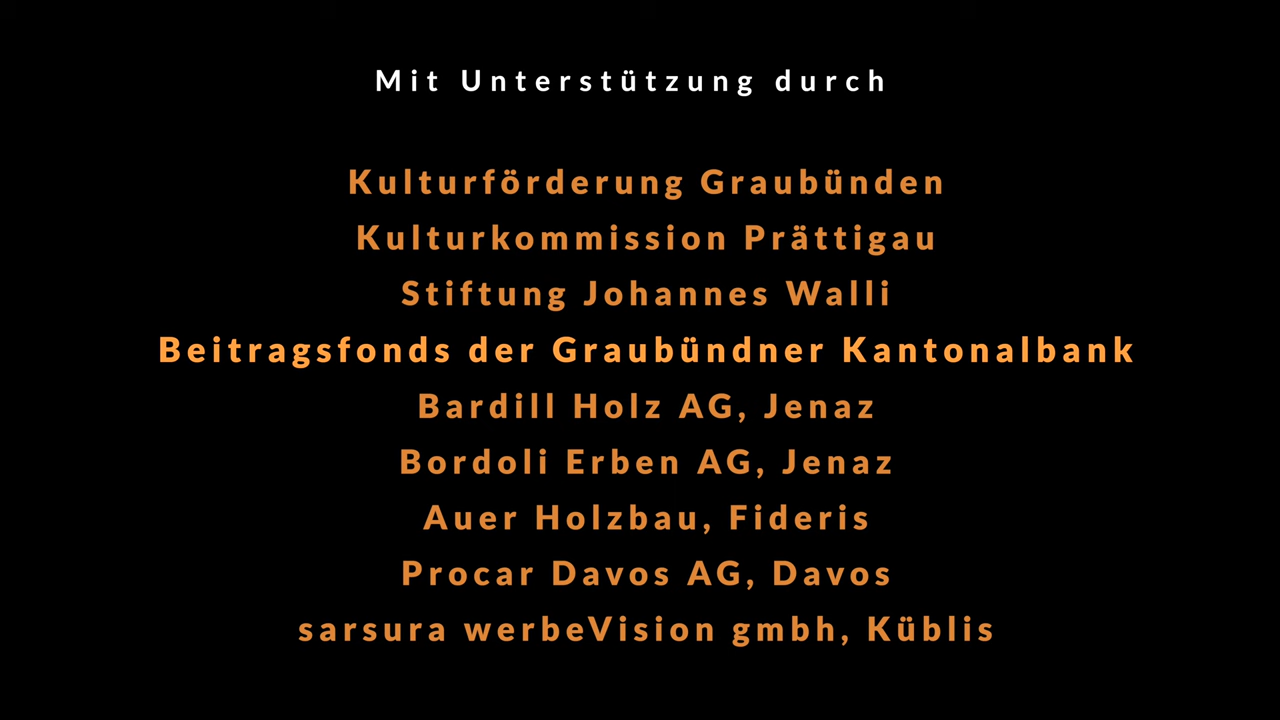 Mit Unterstützung durch
Kulturförderung Graubünden
Kulturkommission Prättigau
Stiftung Johannes Walli
Beitragsfonds der Graubündner Kantonalbank
Bardill Holz AG, Jenaz
Bordoli Erben AG, Jenaz
Auer Holzbau, Fideris
Procar Davos AG, Davos
sarsura werbeVision gmbh, Küblis